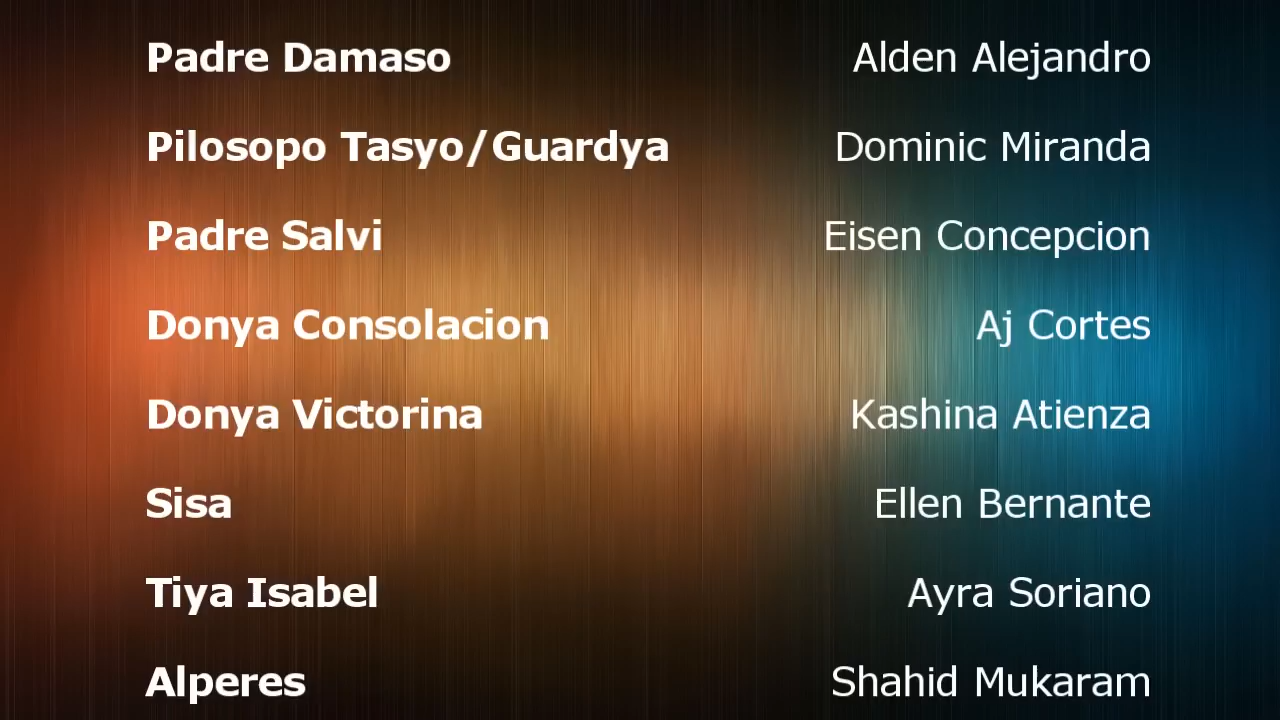 Padre Damaso Alden Alejandro
Pilosopo Tasyo/Guardya Dominic Miranda
Padre Salvi Eisen Concepcion
Donya Consolacion Aj Cortes
Donya Victorina Kashina Atienza
Sisa Ellen Bernante
Tiya Isabel Ayra Soriano
Alperes Shahid Mukaram